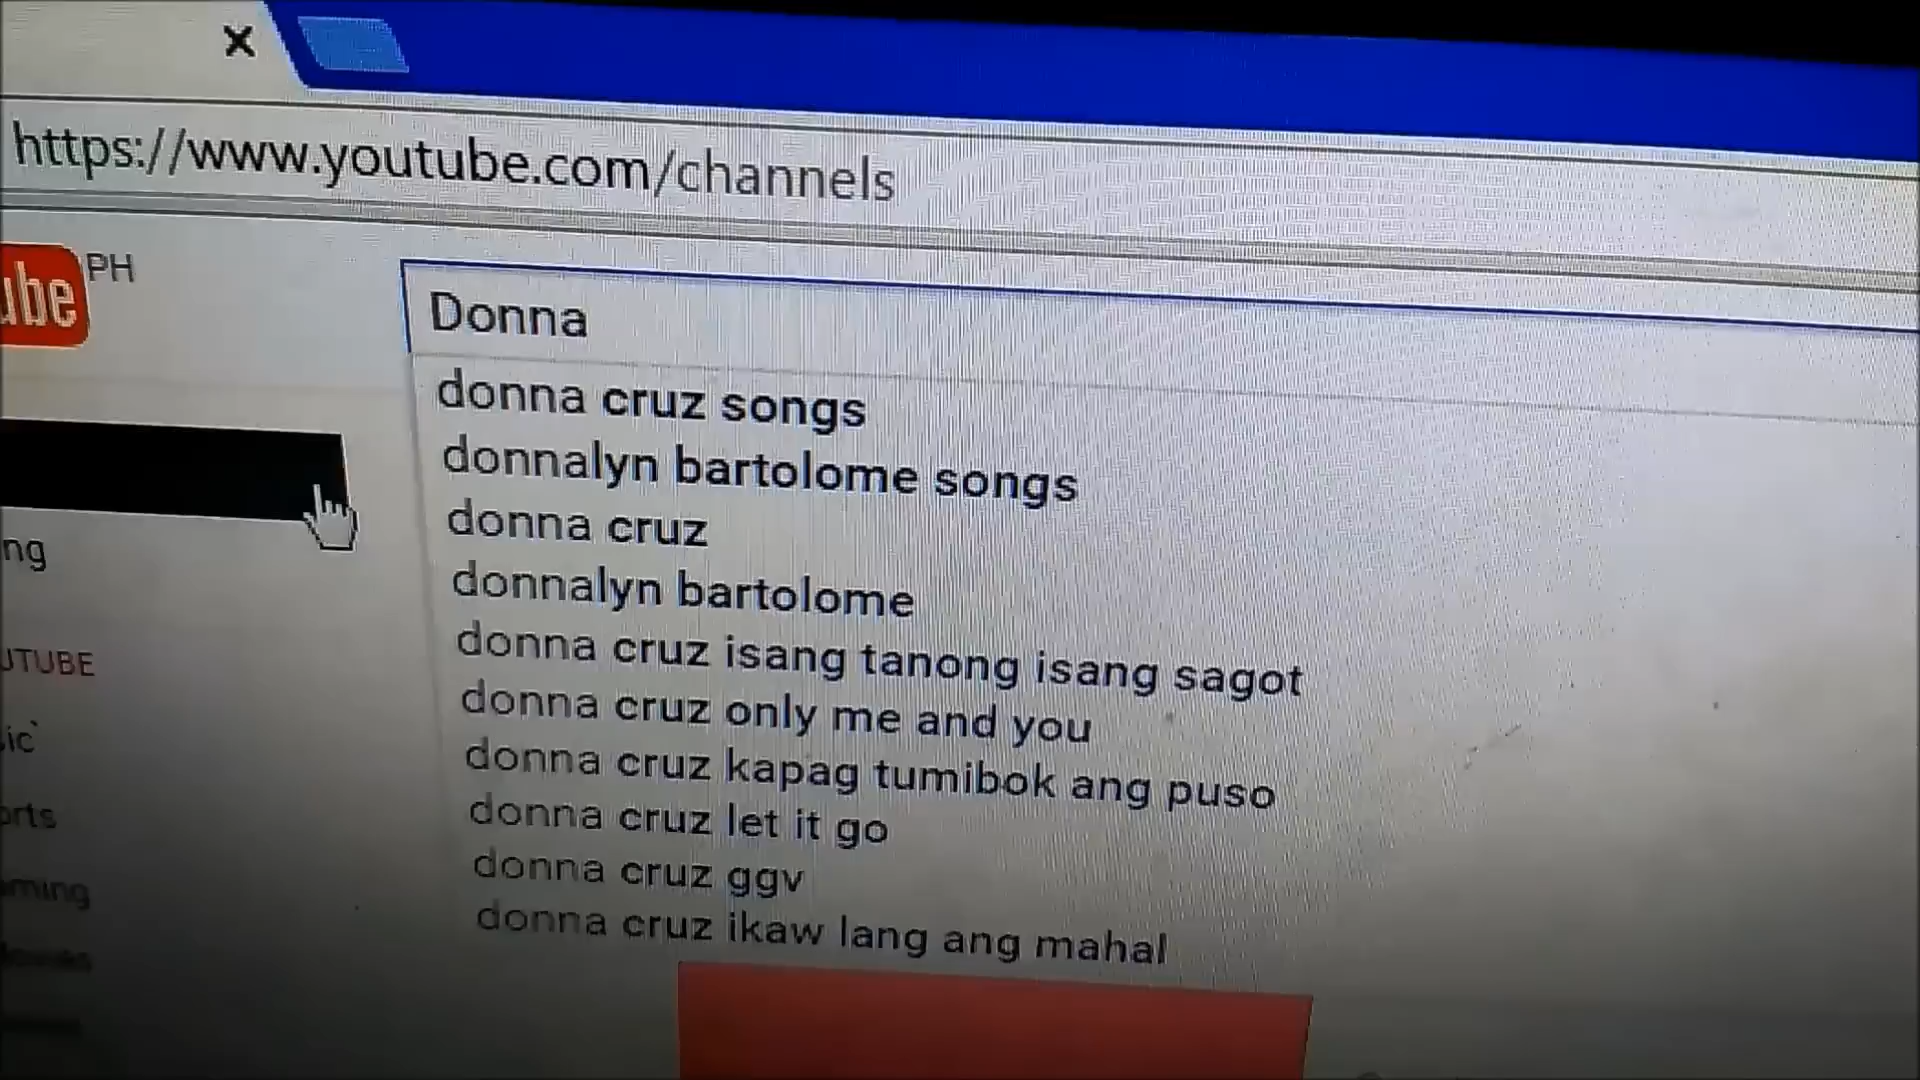 https://www.youtube.com/channels
ube PH
Donna
donna cruz songs
donnalyn bartolome songs
donna cruz
donnalyn bartolome
donna cruz isang tanong isang sagot
donna cruz only me and you
donna cruz kapag tumibok ang puso
donna cruz let it go
donna cruz ggv
donna cruz ikaw lang ang mahal
ng
UTUBE
ic
orts
aming